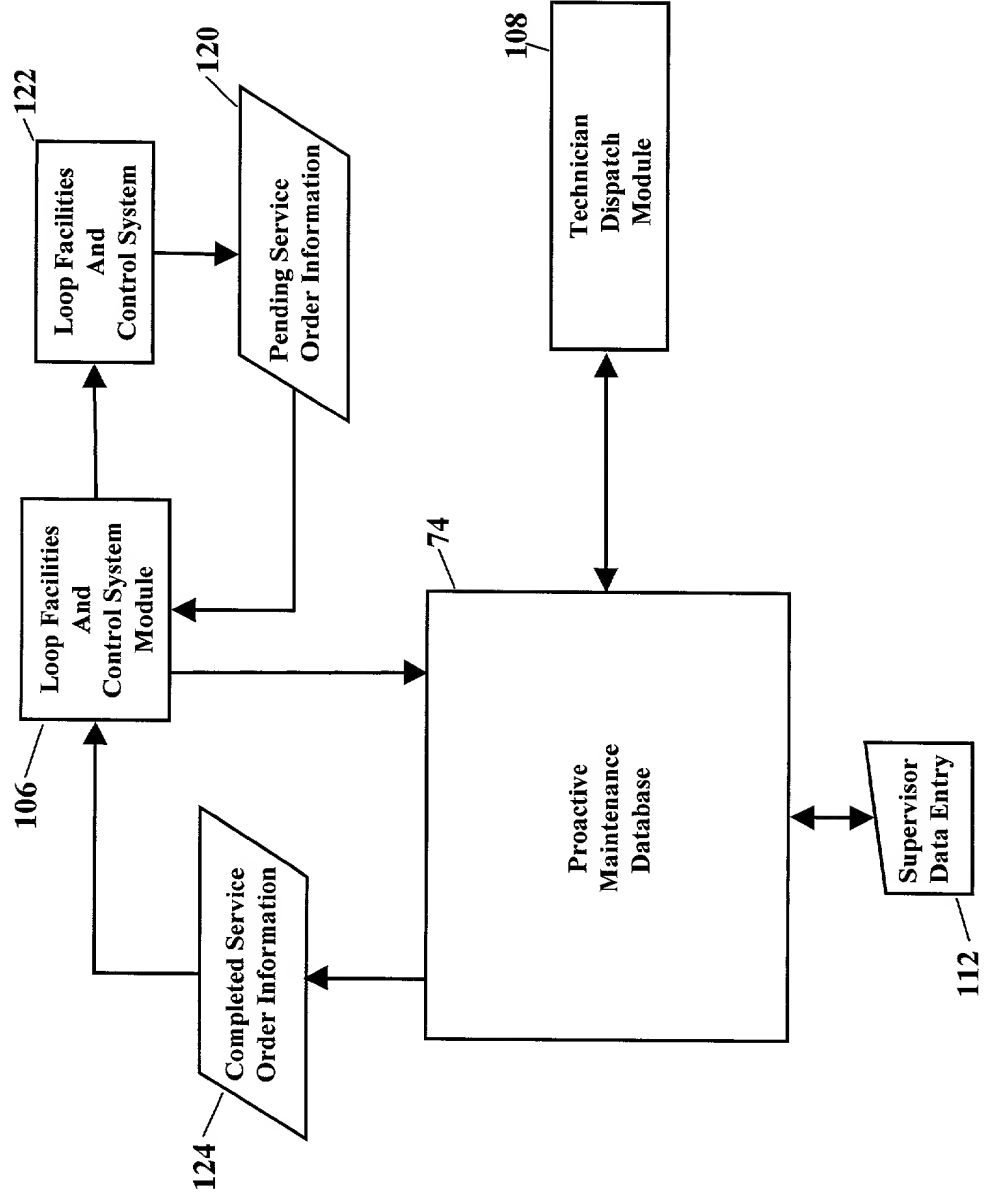 122
Loop Facilities
And
Control System
120
Pending Service
Order Information
108
Technician
Dispatch
Module
106
Loop Facilities
And
Control System
Module
74
Proactive
Maintenance
Database
124
Completed Service
Order Information
112
Supervisor
Data Entry